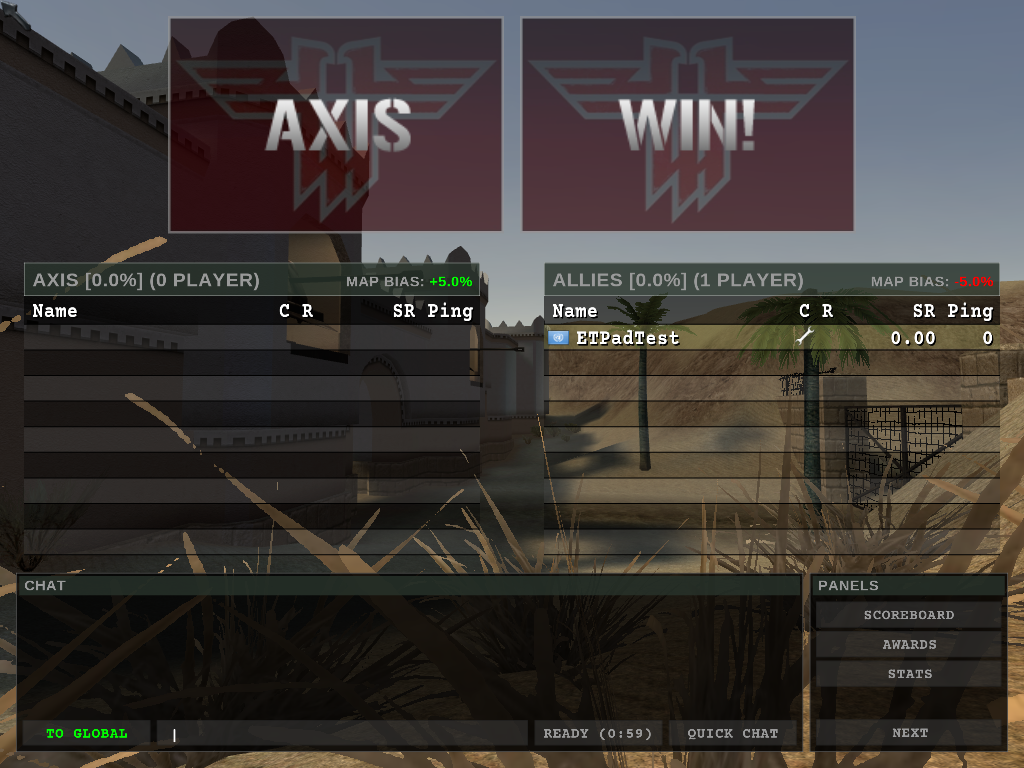 AXIS WIN!
AXIS [0.0%] (0 PLAYER) MAP BIAS: +5.0%
Name C R SR Ping
ALLIES [0.0%] (1 PLAYER) MAP BIAS: -5.0%
Name C R SR Ping
ETPadTest 0.00 0
CHAT
TO GLOBAL | READY (0:59) QUICK CHAT
PANELS
SCOREBOARD
AWARDS
STATS
NEXT